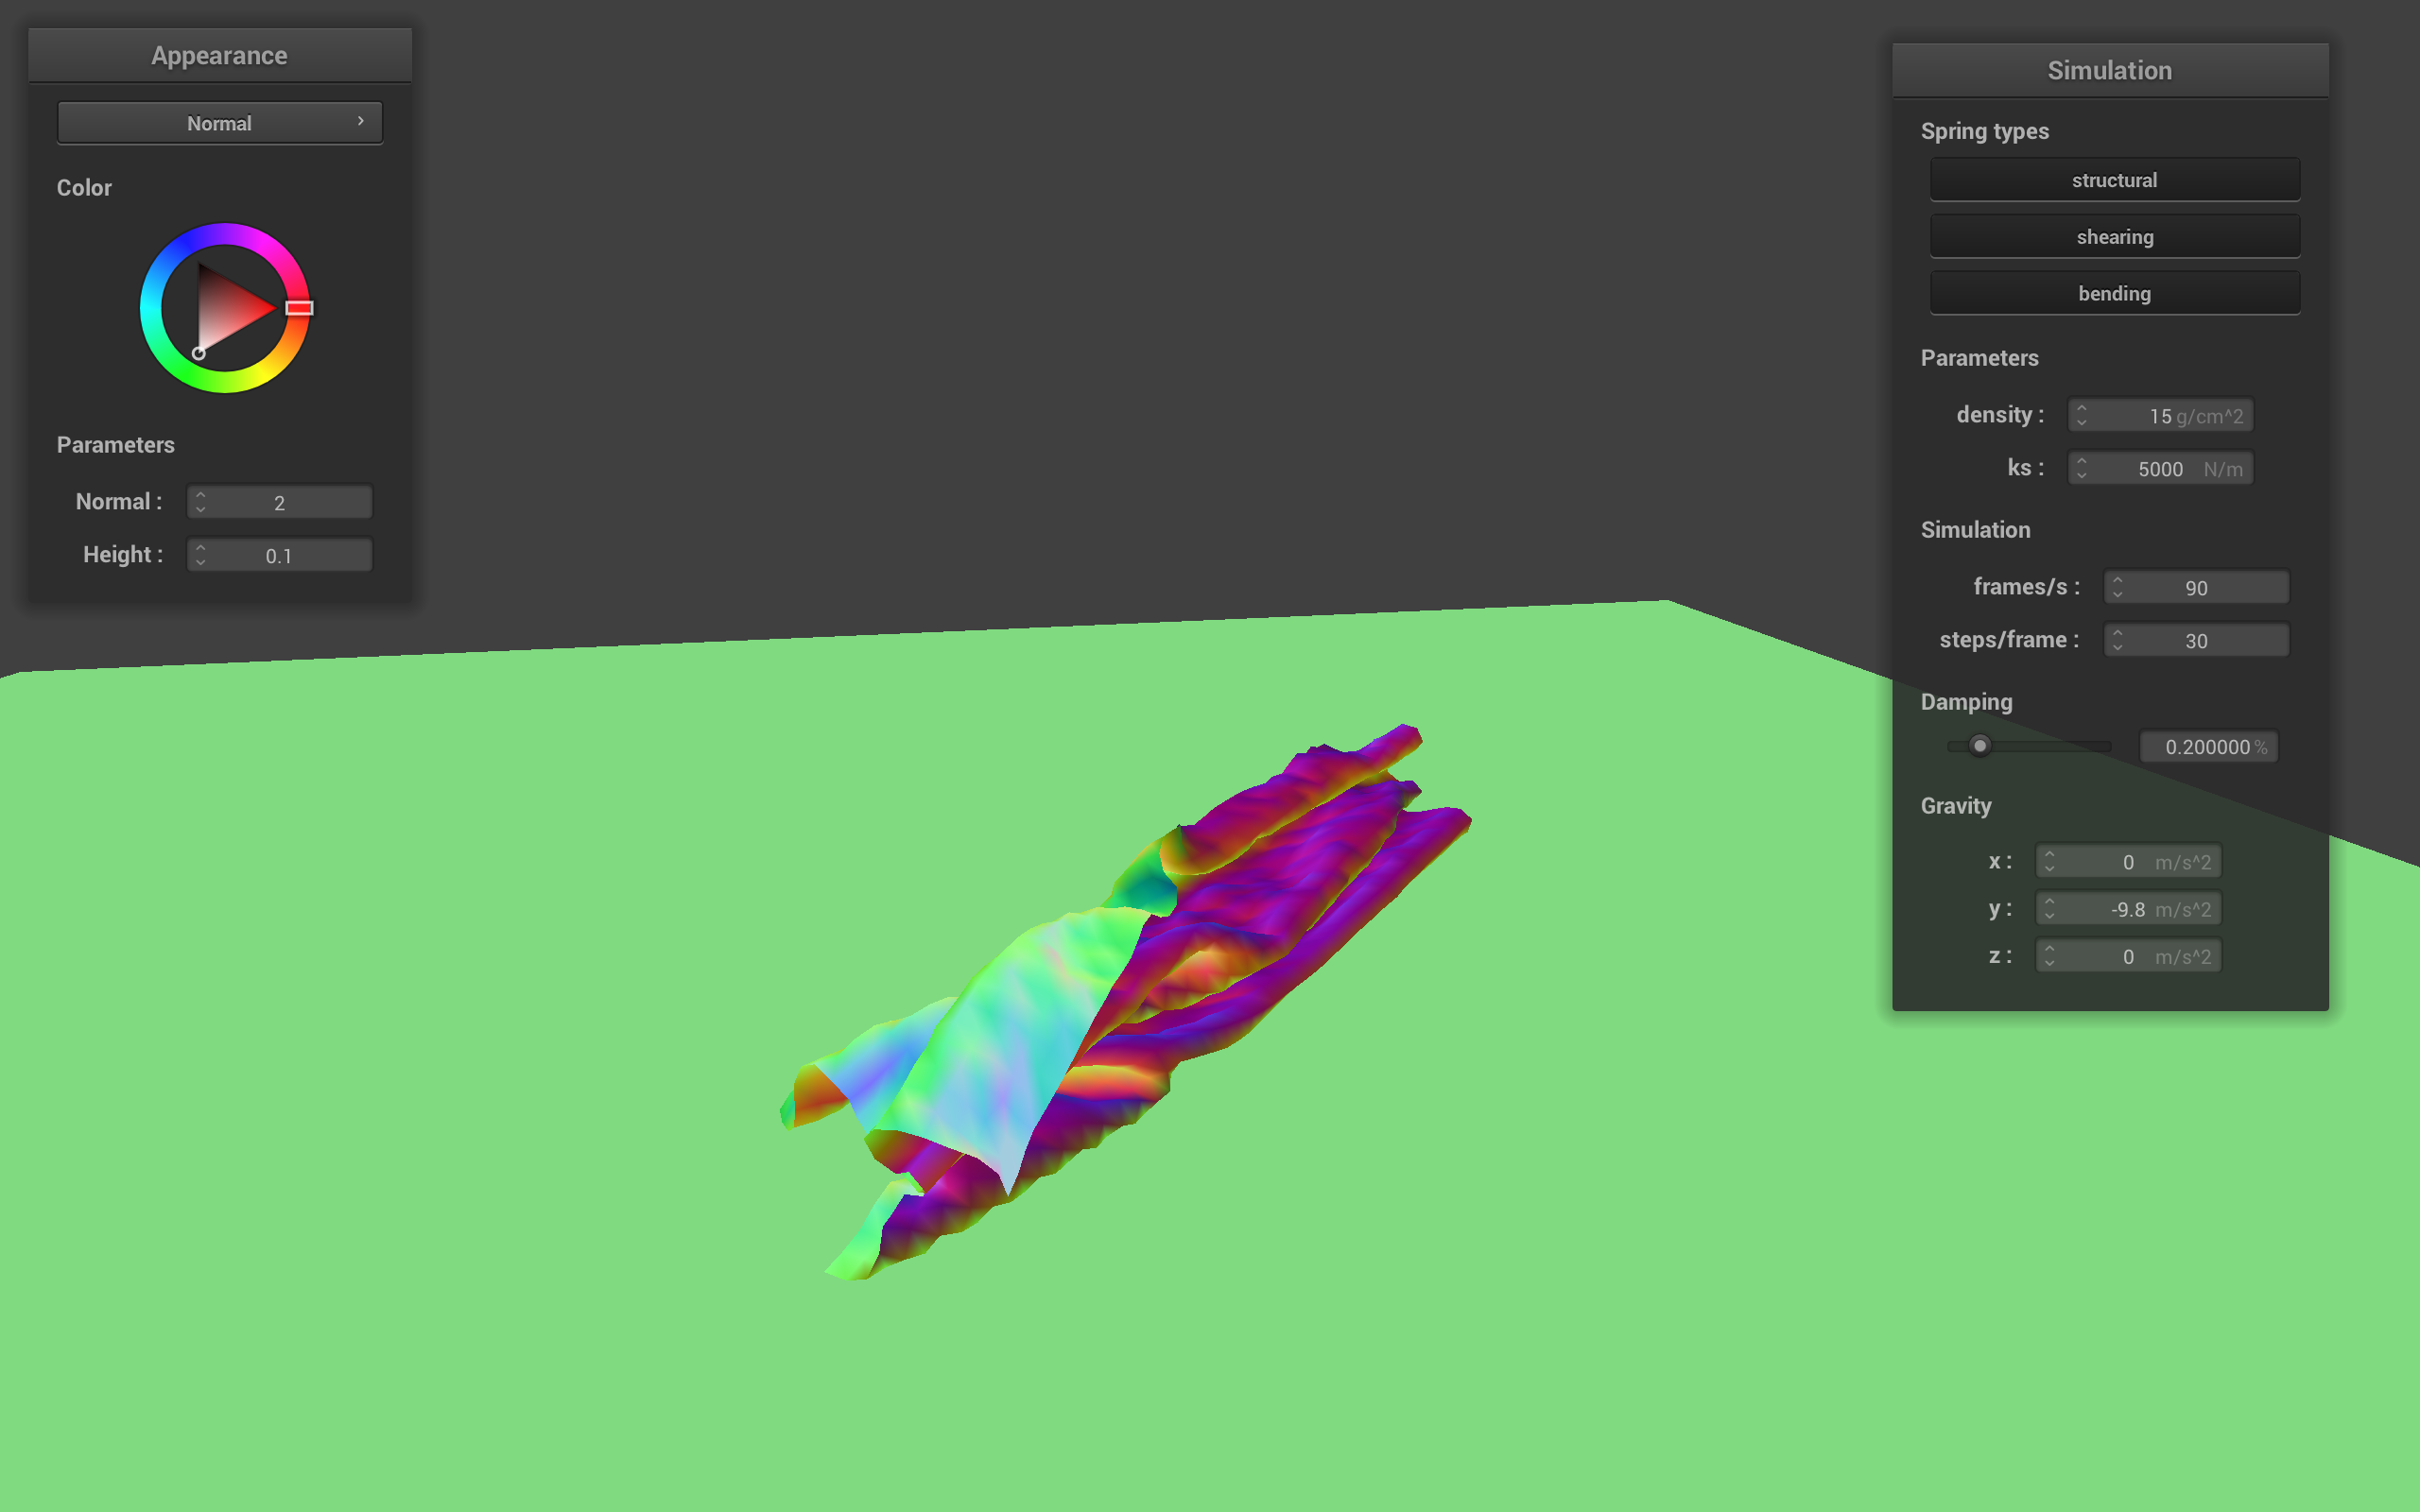 Appearance
Normal
Color
Parameters
Normal : 2
Height : 0.1
Simulation
Spring types
structural
shearing
bending
Parameters
density : 15 g/cm^2
ks : 5000 N/m
Simulation
frames/s : 90
steps/frame : 30
Damping
0.200000 %
Gravity
x : 0 m/s^2
y : -9.8 m/s^2
z : 0 m/s^2